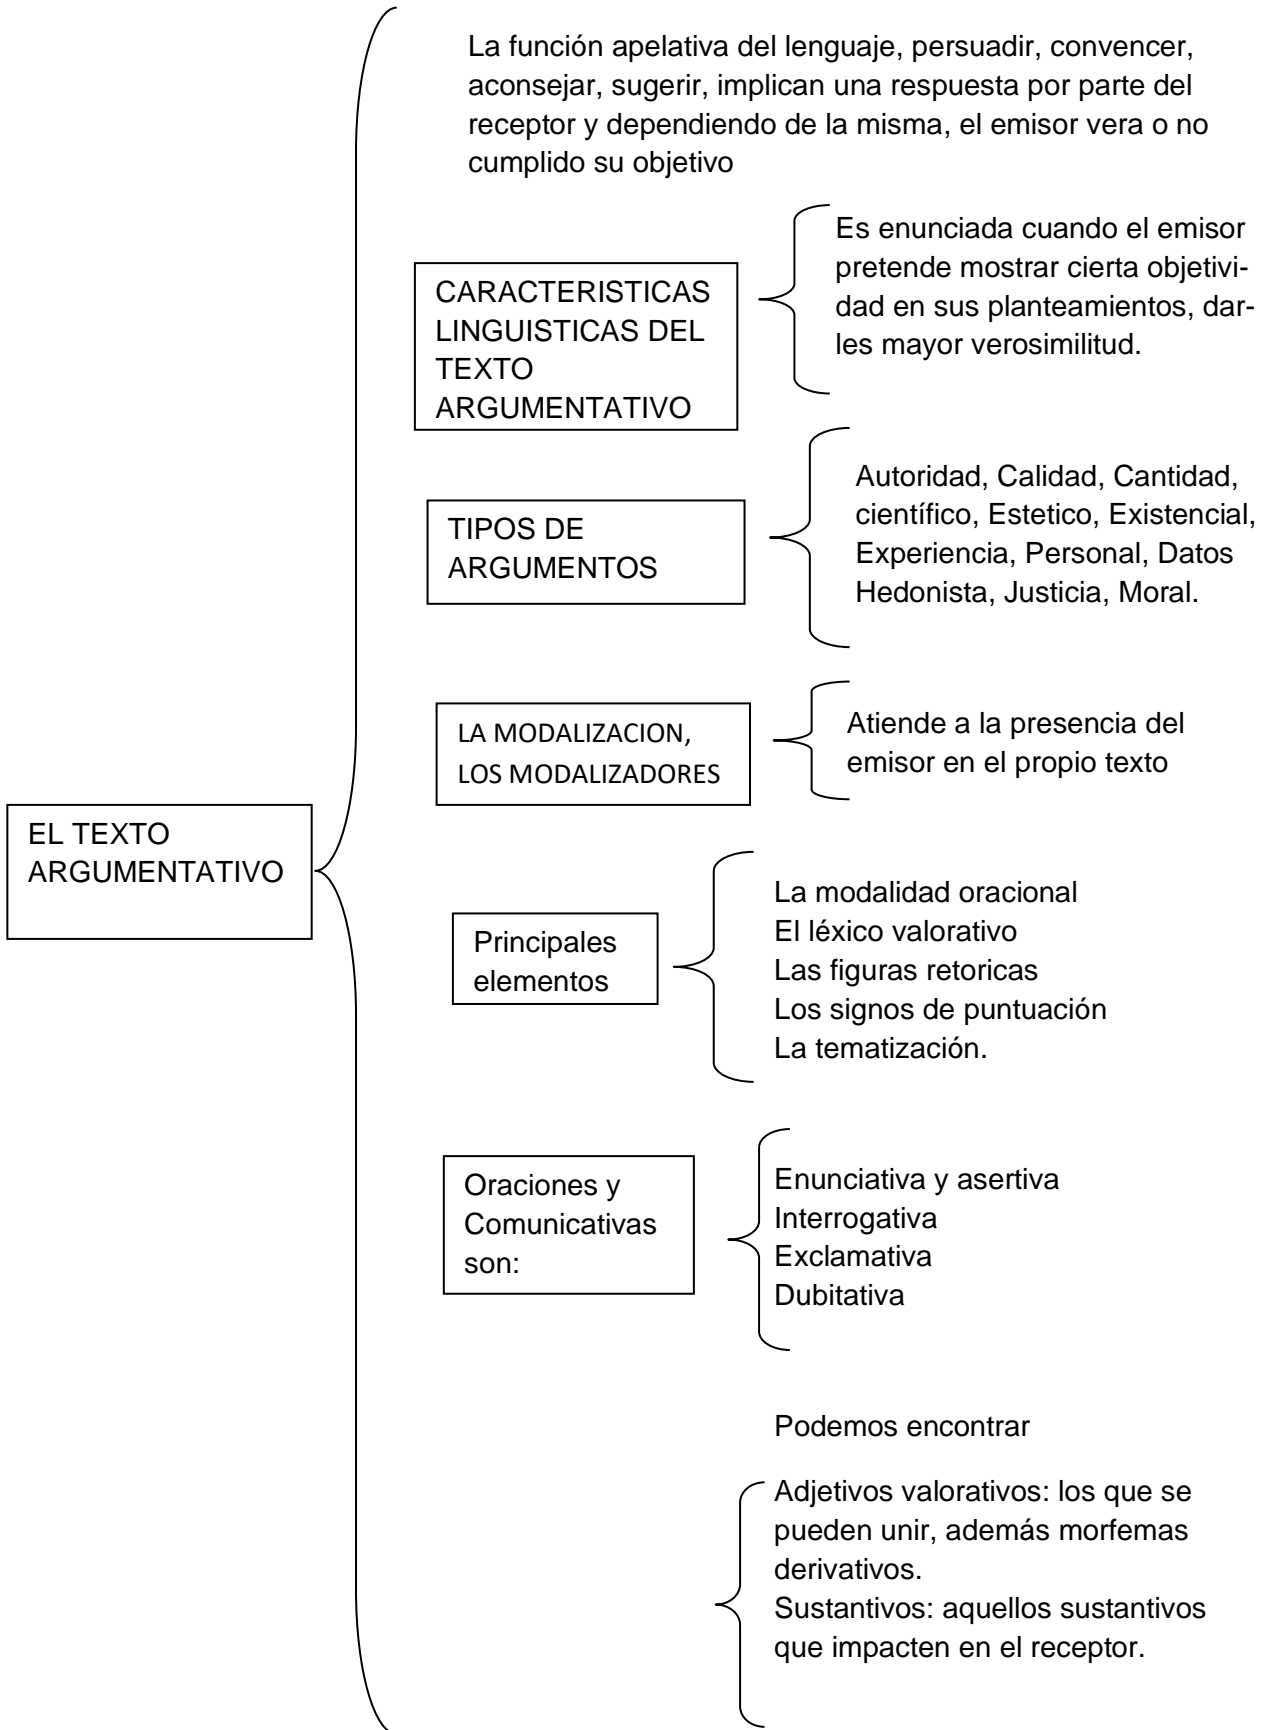 La función apelativa del lenguaje, persuadir, convencer,
aconsejar, sugerir, implican una respuesta por parte del
receptor y dependiendo de la misma, el emisor vera o no
cumplido su objetivo
CARACTERISTICAS
LINGUISTICAS DEL
TEXTO
ARGUMENTATIVO
Es enunciada cuando el emisor
pretende mostrar cierta objetivi-
dad en sus planteamientos, dar-
les mayor verosimilitud.
TIPOS DE
ARGUMENTOS
Autoridad, Calidad, Cantidad,
científico, Estetico, Existencial,
Experiencia, Personal, Datos
Hedonista, Justicia, Moral.
LA MODALIZACION,
LOS MODALIZADORES
Atiende a la presencia del
emisor en el propio texto
EL TEXTO
ARGUMENTATIVO
Principales
elementos
La modalidad oracional
El léxico valorativo
Las figuras retoricas
Los signos de puntuación
La tematización.
Oraciones y
Comunicativas
son:
Enunciativa y asertiva
Interrogativa
Exclamativa
Dubitativa
Podemos encontrar
Adjetivos valorativos: los que se
pueden unir, además morfemas
derivativos.
Sustantivos: aquellos sustantivos
que impacten en el receptor.